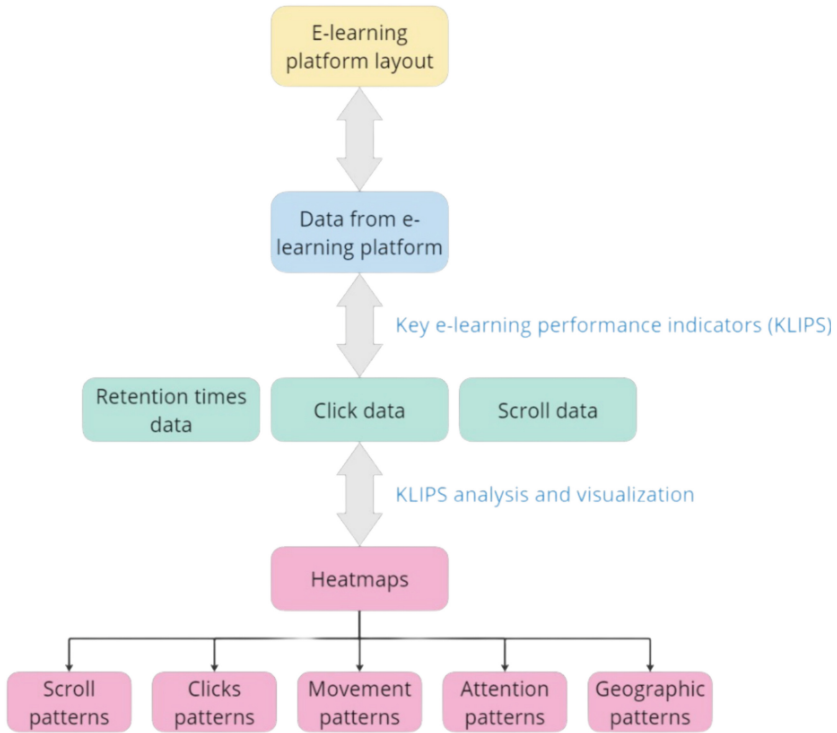 E-learning
platform layout
Data from e-
learning platform
Key e-learning performance indicators (KLIPS)
Retention times
data
Click data
Scroll data
KLIPS analysis and visualization
Heatmaps
Scroll
patterns
Clicks
patterns
Movement
patterns
Attention
patterns
Geographic
patterns